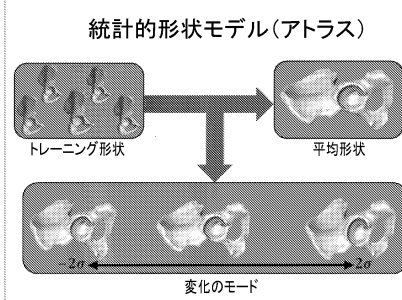 統計的形状モデル(アトラス)
トレーニング形状
平均形状
-2σ
2σ
変化のモード